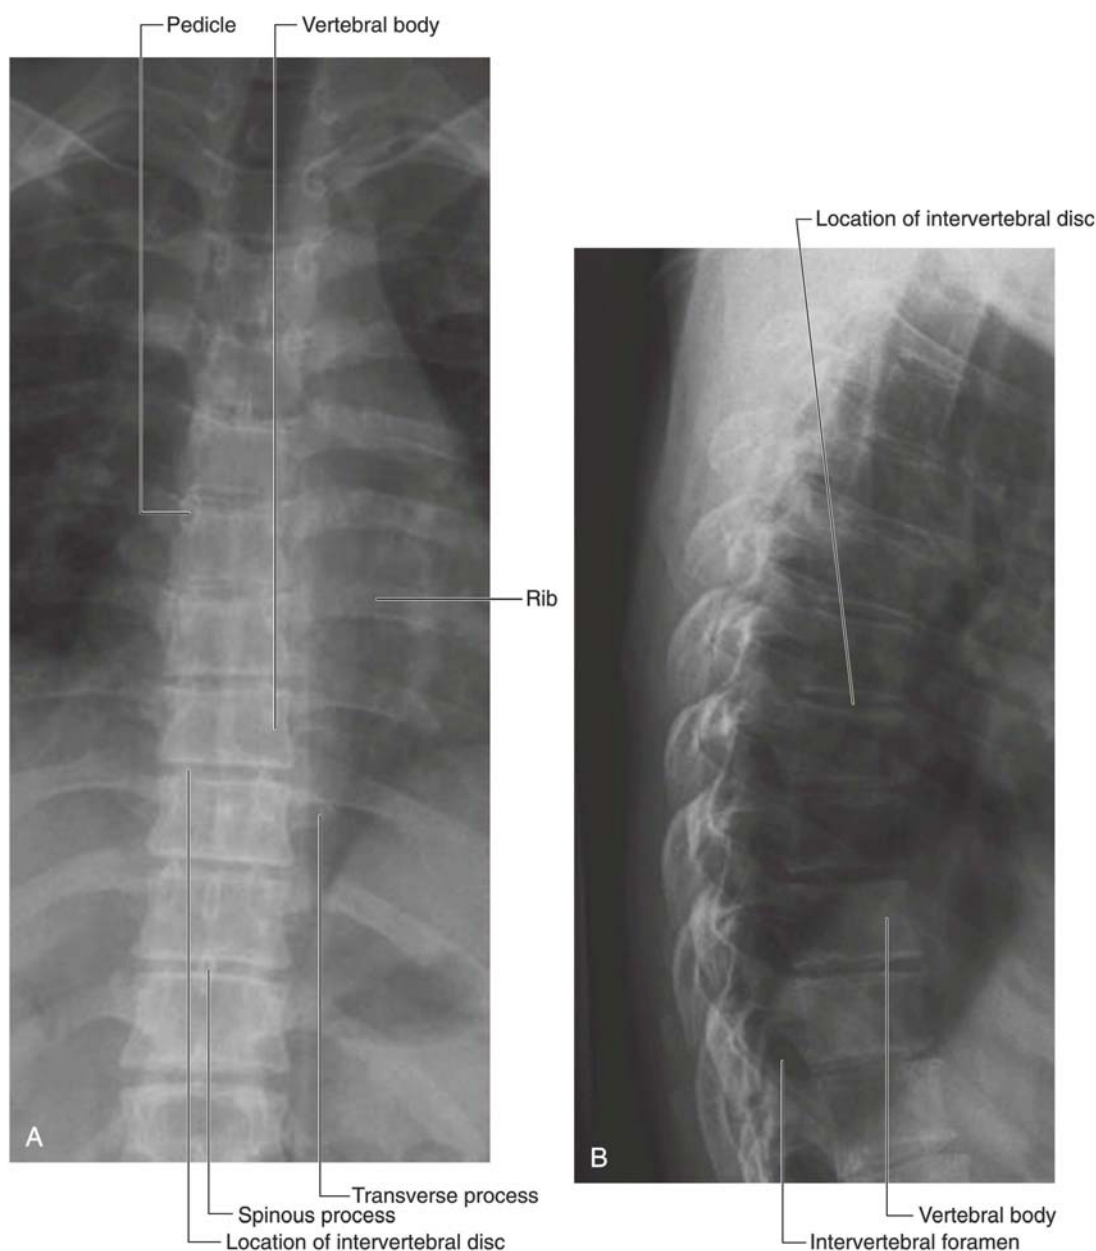 Pedicle
Vertebral body
Location of intervertebral disc
Rib
A
B
Transverse process
Spinous process
Location of intervertebral disc
Vertebral body
Intervertebral foramen